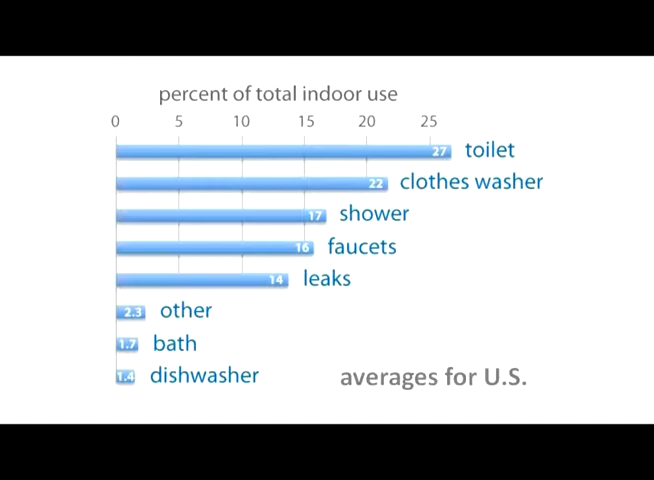 percent of total indoor use
0 5 10 15 20 25
27 toilet
22 clothes washer
17 shower
16 faucets
14 leaks
2.3 other
1.7 bath
1.4 dishwasher
averages for U.S.